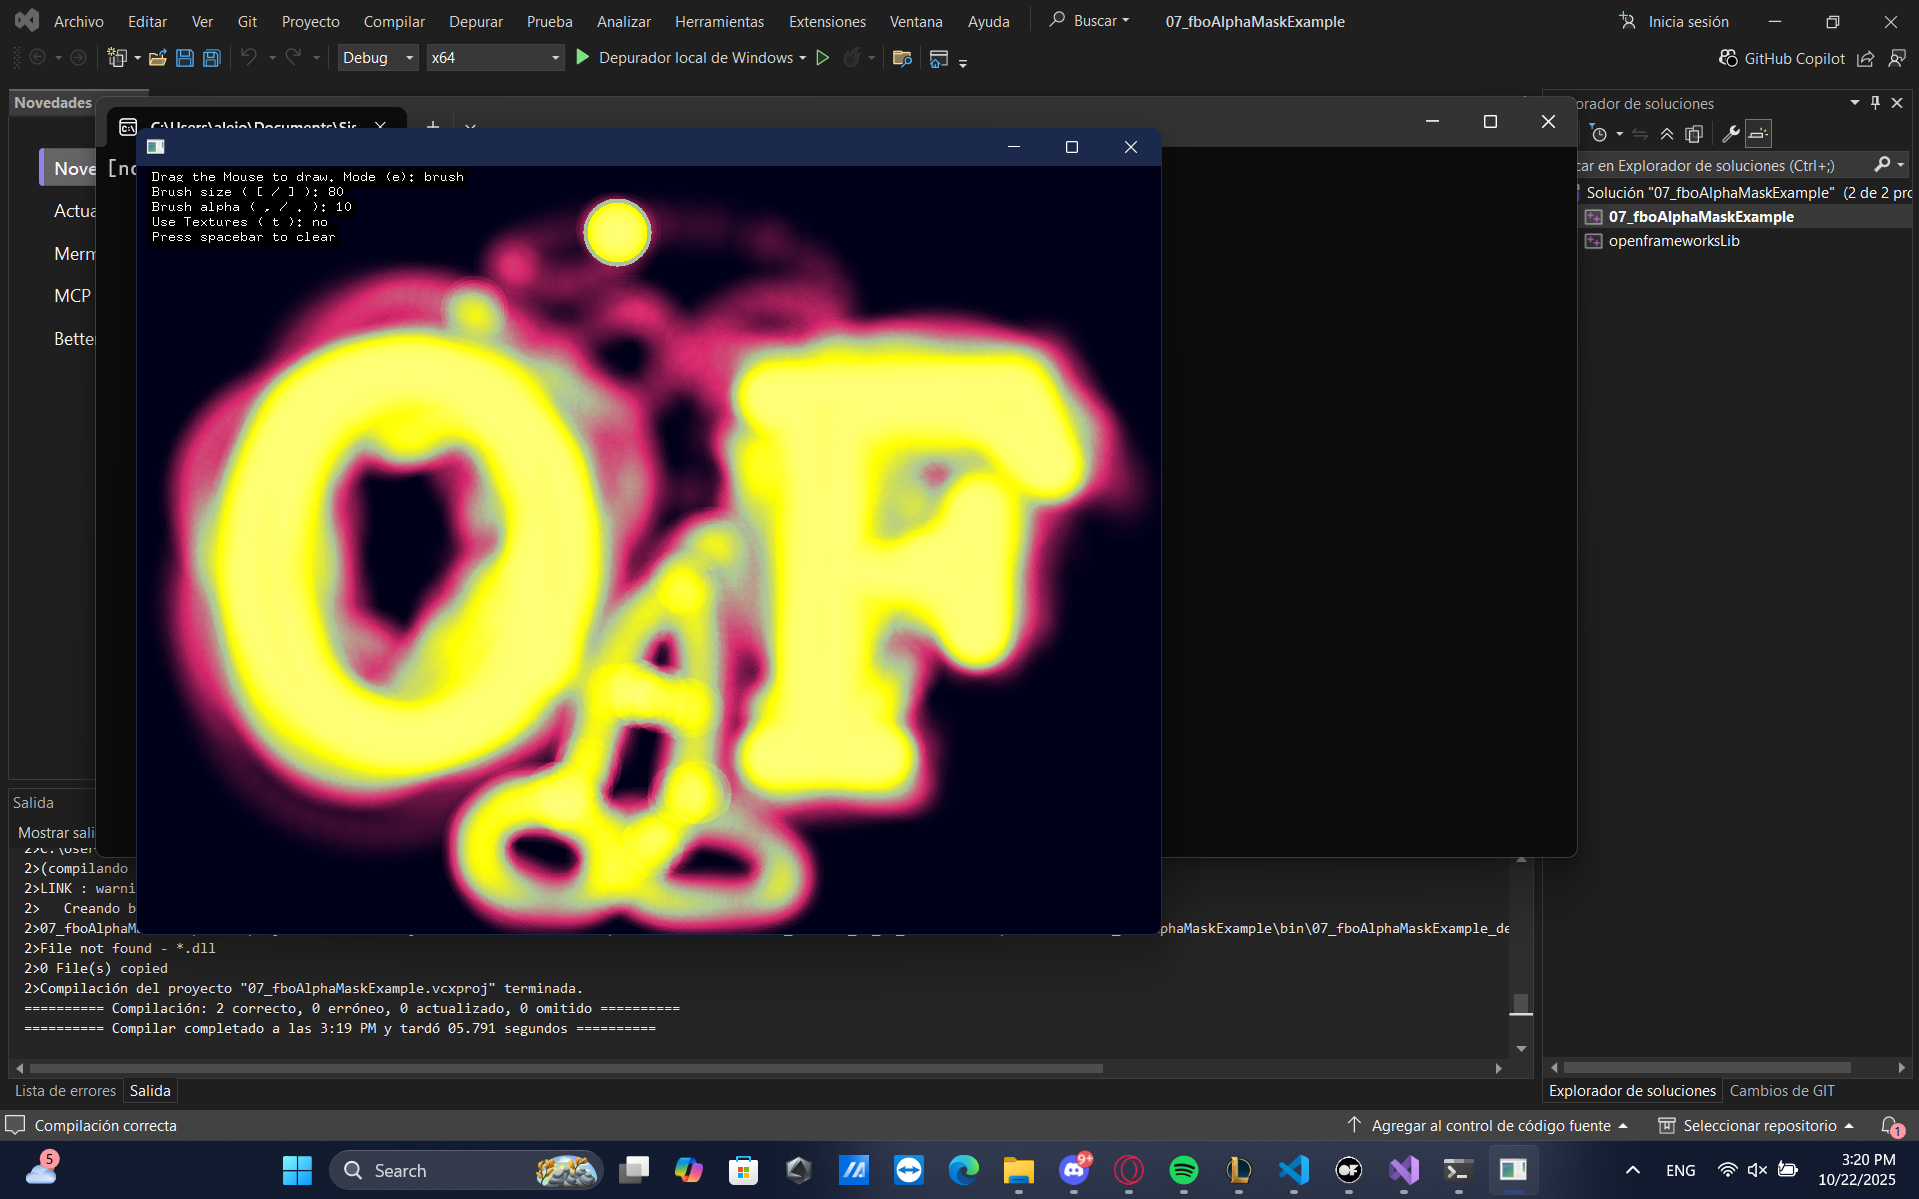 Archivo Editar Ver Git Proyecto Compilar Depurar Prueba Analizar Herramientas Extensiones Ventana Ayuda Buscar 07_fboAlphaMaskExample Inicia sesión
Debug x64 Depurador local de Windows GitHub Copilot
Novedades
C:\Users\alejo\Documents\Sis
orador de soluciones
Nove
[no
car en Explorador de soluciones (Ctrl+;)
Solución "07_fboAlphaMaskExample" (2 de 2 pro
07_fboAlphaMaskExample
openframeworksLib
Actua
Merm
MCP
Bette
Drag the Mouse to draw. Mode (e): brush
Brush size ( [ / ] ): 80
Brush alpha ( , / . ): 10
Use Textures ( t ): no
Press spacebar to clear
OF
Salida
Mostrar sali
2>(compilando
2>LINK : warni
2> Creando b
2>07_fboAlphaM
phaMaskExample\bin\07_fboAlphaMaskExample_de
2>File not found - *.dll
2>0 File(s) copied
2>Compilación del proyecto "07_fboAlphaMaskExample.vcxproj" terminada.
========== Compilación: 2 correcto, 0 erróneo, 0 actualizado, 0 omitido ==========
========== Compilar completado a las 3:19 PM y tardó 05.791 segundos ==========
Lista de errores Salida
Explorador de soluciones Cambios de GIT
Compilación correcta
Agregar al control de código fuente Seleccionar repositorio 1
5
Search
9+
OF
ENG
3:20 PM
10/22/2025